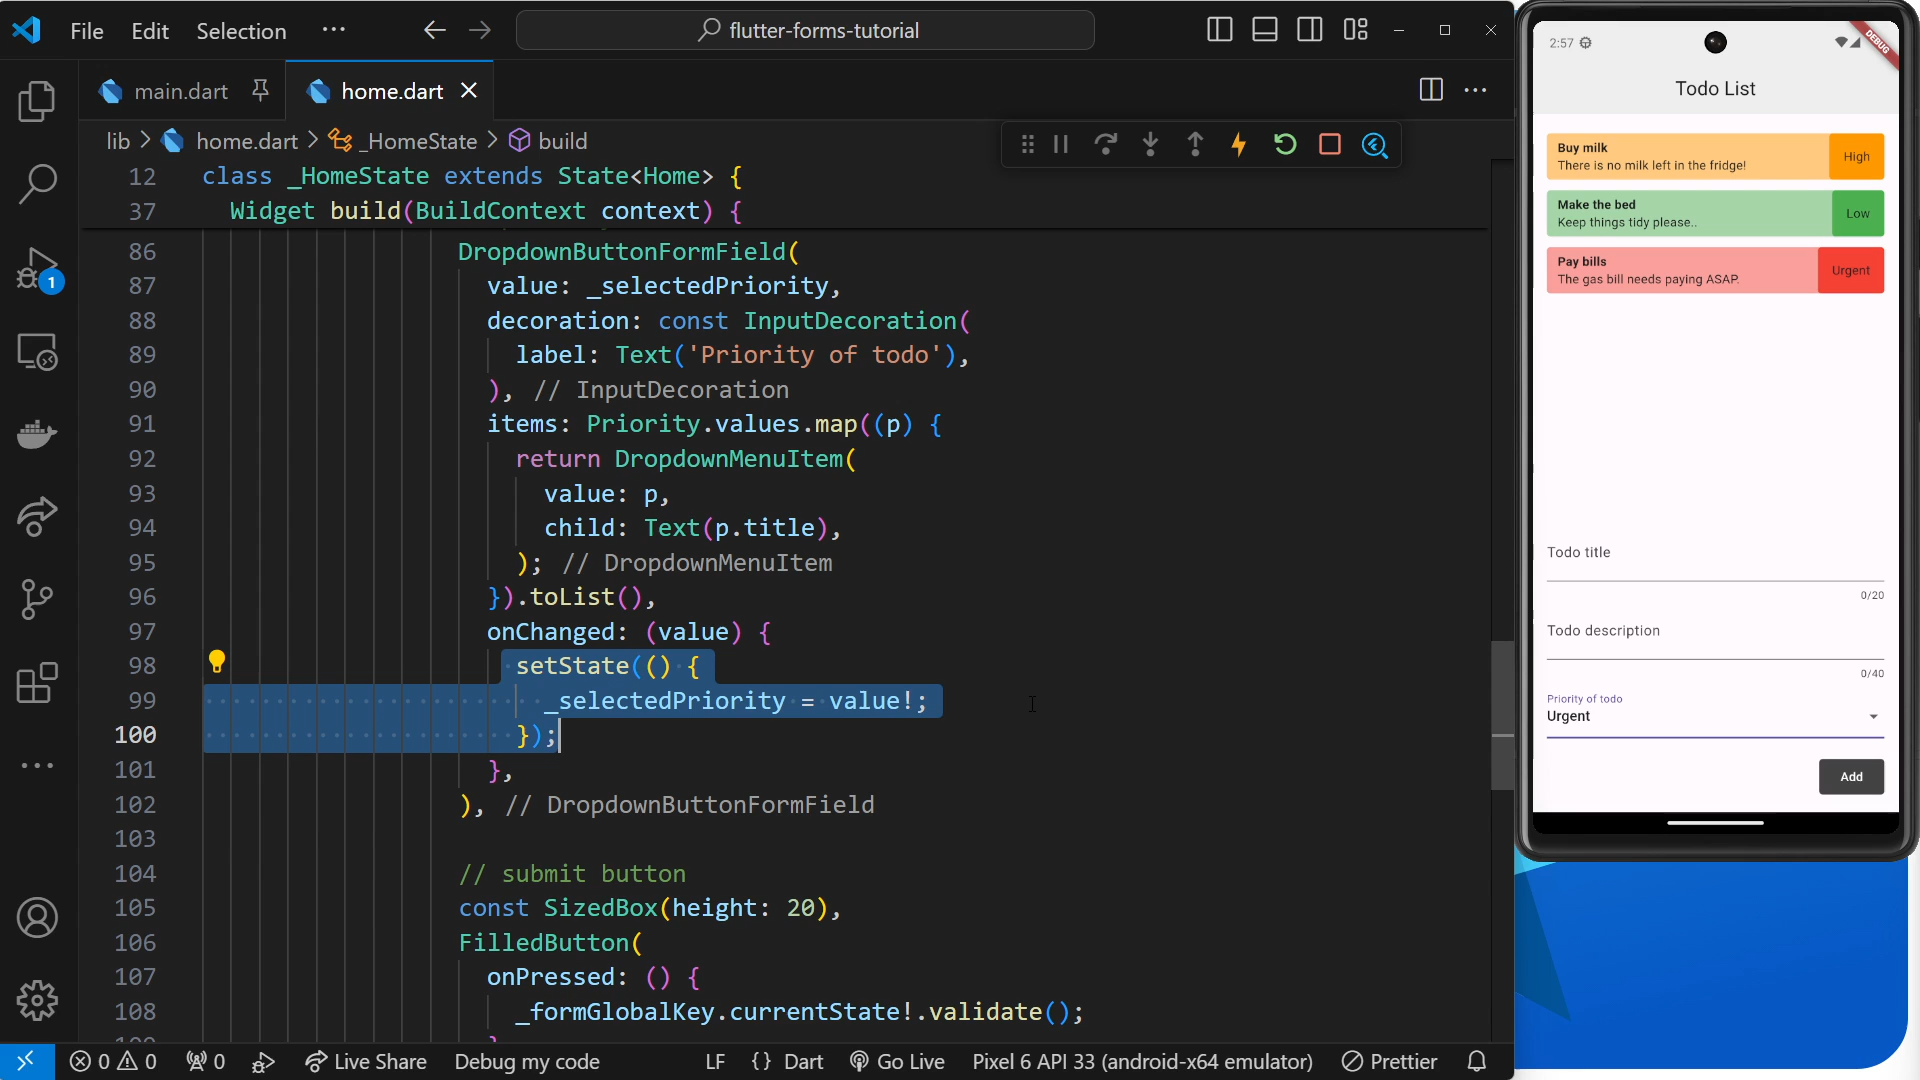 File Edit Selection ···
flutter-forms-tutorial
main.dart
home.dart
lib > home.dart > _HomeState > build
12 class _HomeState extends State<Home> {
37 Widget build(BuildContext context) {
86 DropdownButtonFormField(
87 value: _selectedPriority,
88 decoration: const InputDecoration(
89 label: Text('Priority of todo'),
90 ), // InputDecoration
91 items: Priority.values.map((p) {
92 return DropdownMenuItem(
93 value: p,
94 child: Text(p.title),
95 ); // DropdownMenuItem
96 }).toList(),
97 onChanged: (value) {
98 setState(() {
99 _selectedPriority = value!;
100 });
101 },
102 ), // DropdownButtonFormField
103
104 // submit button
105 const SizedBox(height: 20),
106 FilledButton(
107 onPressed: () {
108 _formGlobalKey.currentState!.validate();
1
0 0 0 Live Share Debug my code LF {} Dart Go Live Pixel 6 API 33 (android-x64 emulator) Prettier
2:57
DEBUG
Todo List
Buy milk
There is no milk left in the fridge!
High
Make the bed
Keep things tidy please..
Low
Pay bills
The gas bill needs paying ASAP.
Urgent
Todo title
0/20
Todo description
0/40
Priority of todo
Urgent
Add